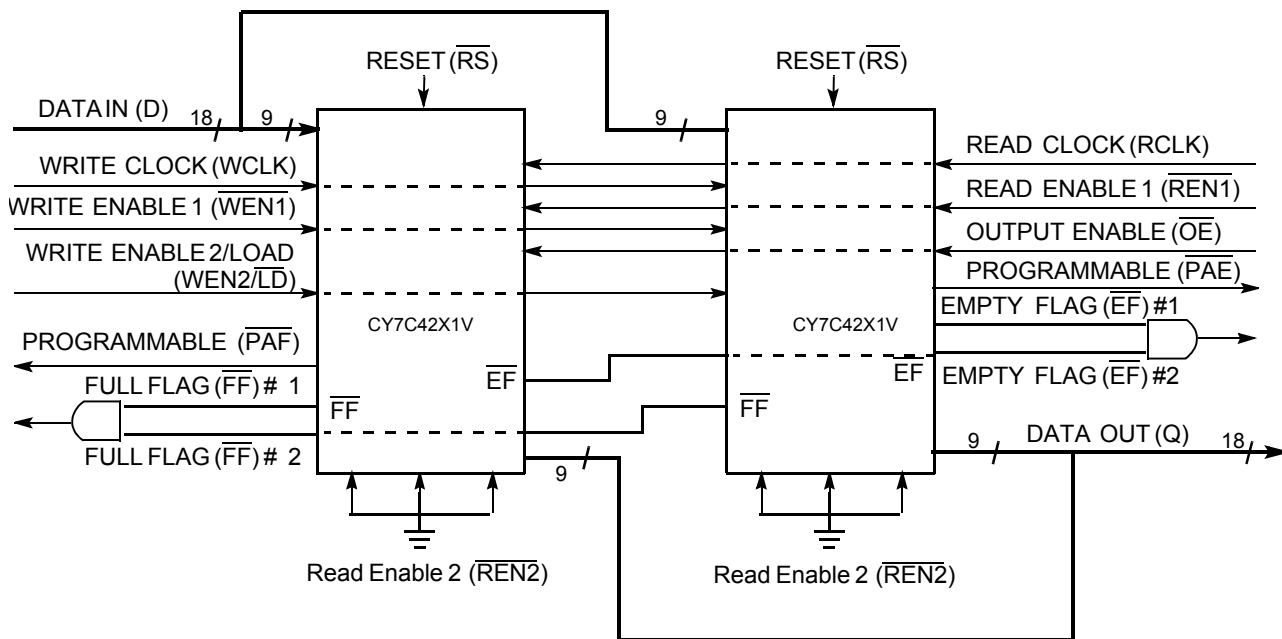 RESET (RS)
RESET (RS)
DATA IN (D)
18
9
9
WRITE CLOCK (WCLK)
READ CLOCK (RCLK)
WRITE ENABLE 1 (WEN1)
READ ENABLE 1 (REN1)
WRITE ENABLE 2/LOAD
(WEN2/LD)
OUTPUT ENABLE (OE)
PROGRAMMABLE (PAE)
CY7C42X1V
CY7C42X1V
EMPTY FLAG (EF) #1
PROGRAMMABLE (PAF)
EF
EF
EMPTY FLAG (EF) #2
FULL FLAG (FF) # 1
FF
FF
FULL FLAG (FF) # 2
9
9
DATA OUT (Q)
18
Read Enable 2 (REN2)
Read Enable 2 (REN2)